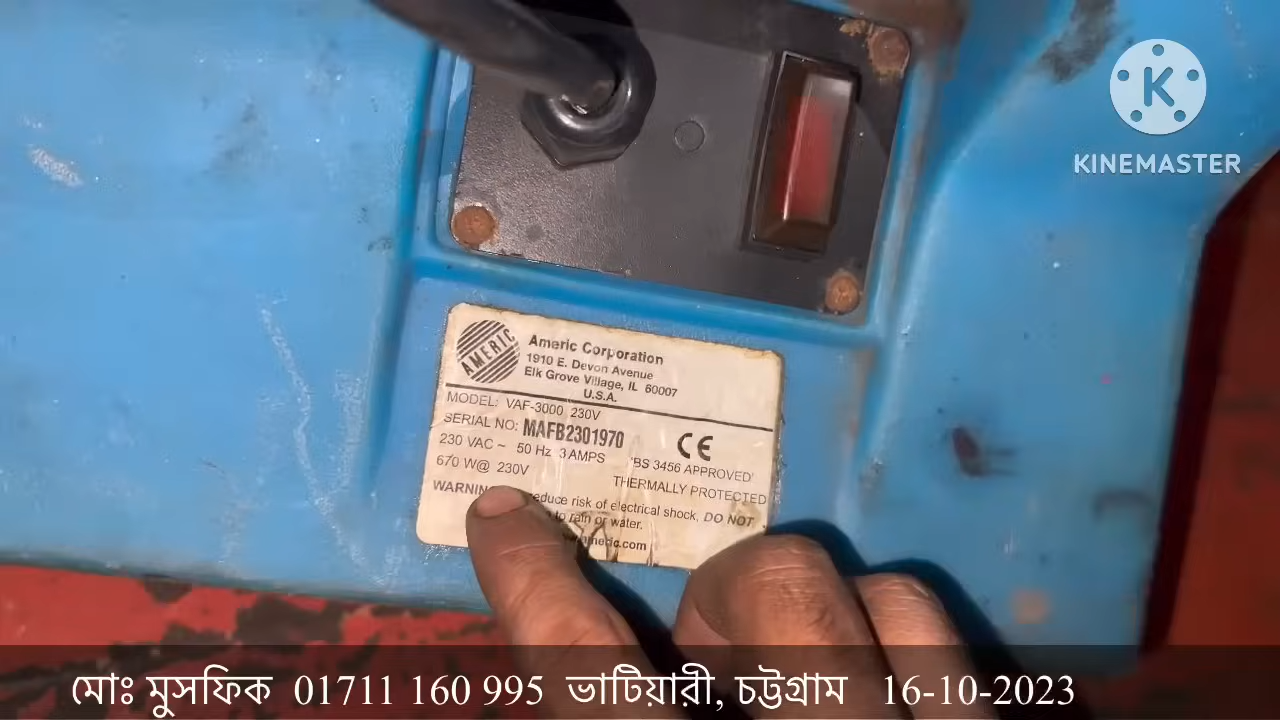 K
KINEMASTER
AMERIC
Americ Corporation
1910 E. Devon Avenue
Elk Grove Village, IL 60007
U.S.A.
MODEL: VAF-3000 230V
SERIAL NO: MAFB2301970
CE
230 VAC ~ 50 Hz 3 AMPS
'BS 3456 APPROVED'
670 W@ 230V
THERMALLY PROTECTED
risk of electrical shock, DO NOT
to rain or water.
মোঃ মুসফিক 01711 160 995 ভাটিয়ারী, চট্টগ্রাম 16-10-2023